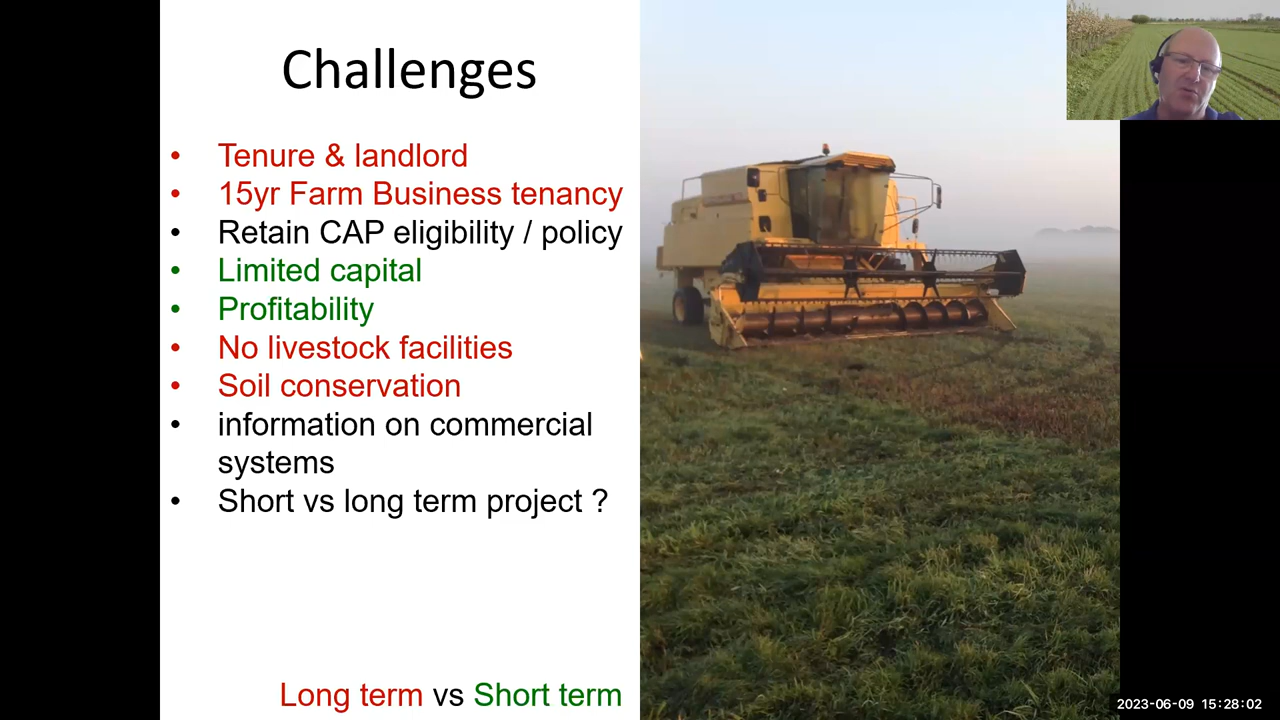 Challenges
• Tenure & landlord
• 15yr Farm Business tenancy
• Retain CAP eligibility / policy
• Limited capital
• Profitability
• No livestock facilities
• Soil conservation
• information on commercial
systems
• Short vs long term project ?
Long term vs Short term
2023-06-09 15:28:02